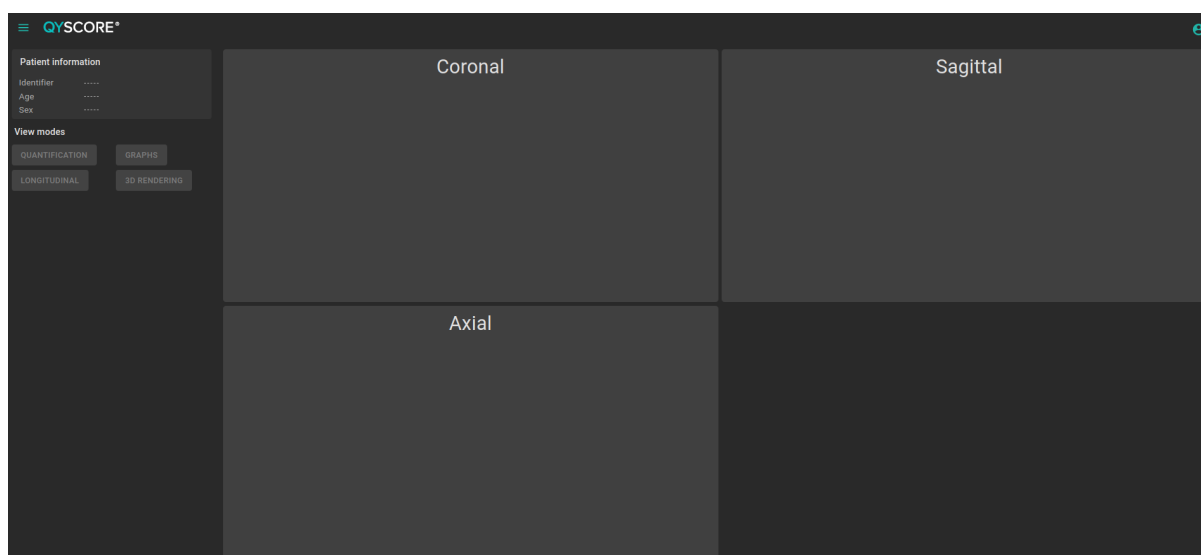 QYSCORE®
Patient information
Identifier -----
Age -----
Sex -----
View modes
QUANTIFICATION GRAPHS
LONGITUDINAL 3D RENDERING
Coronal
Sagittal
Axial